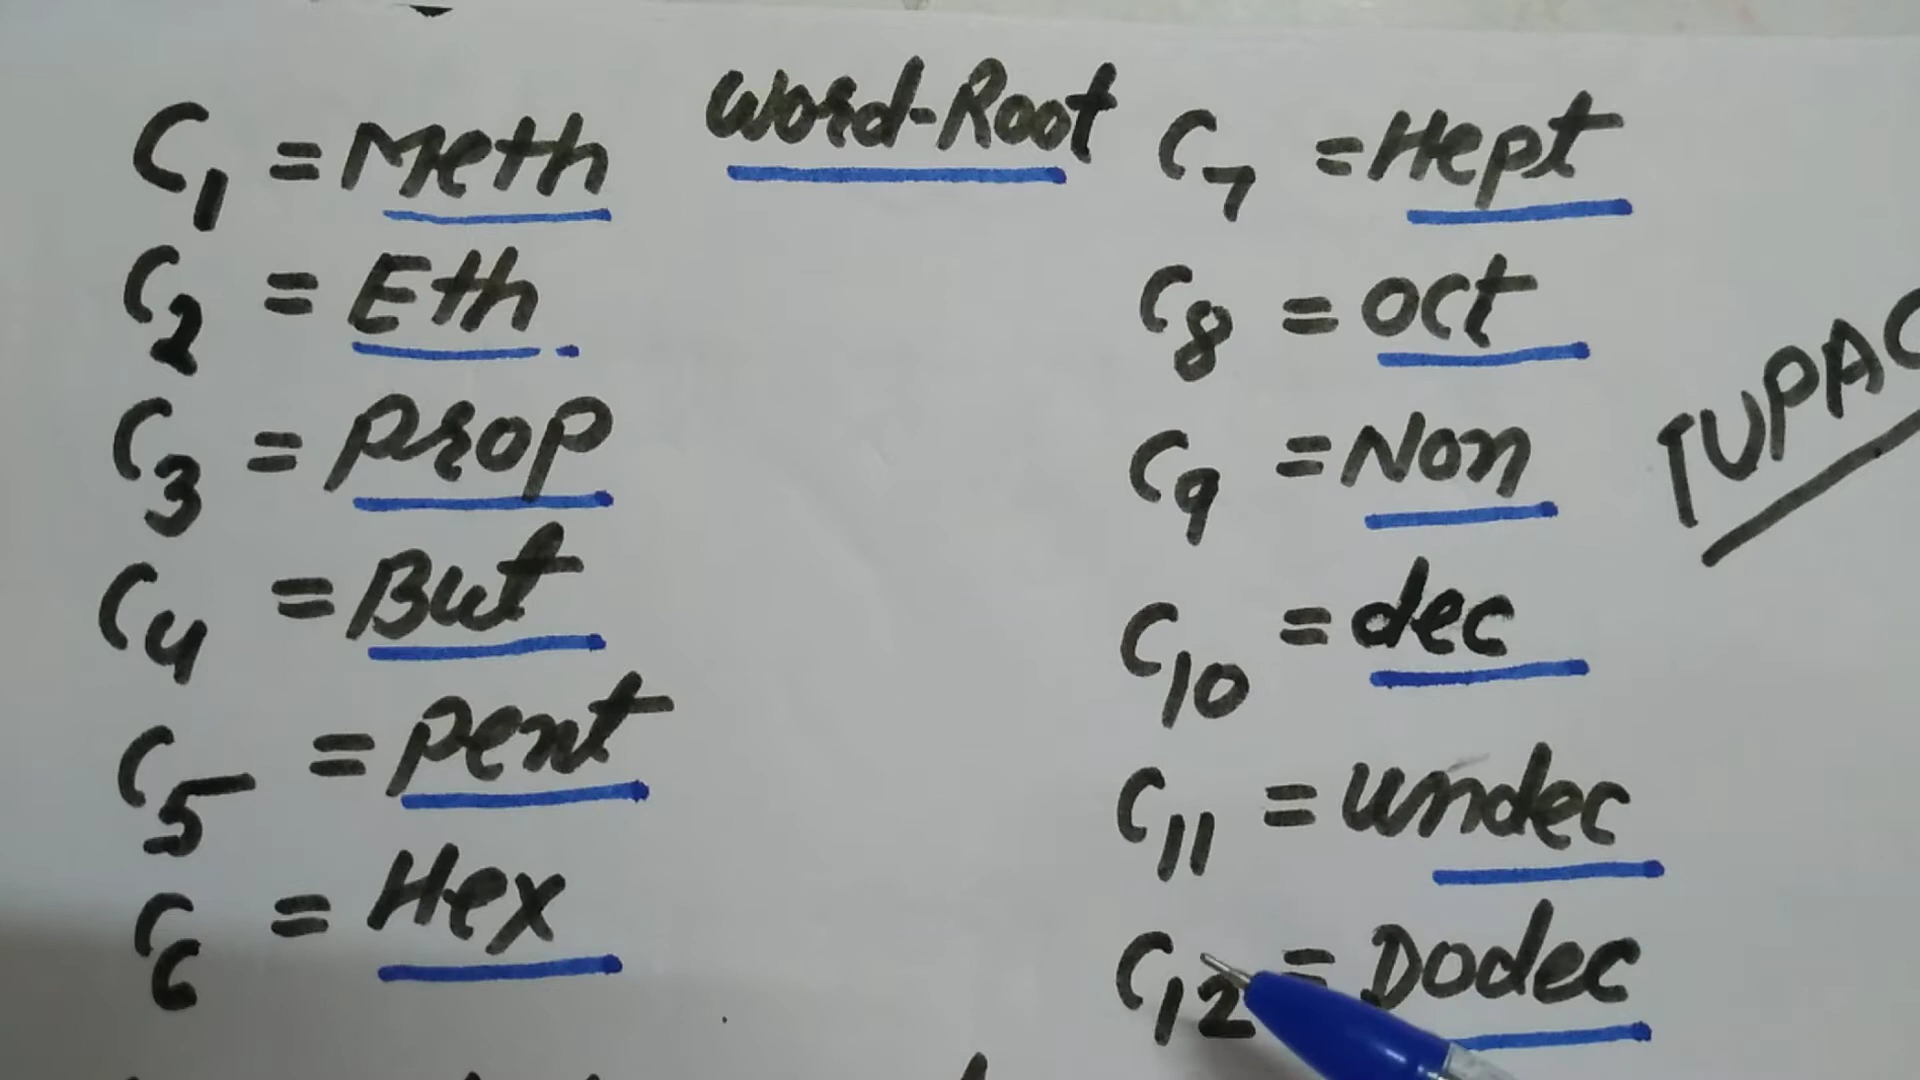 Word-Root
C1 = Meth
C2 = Eth
C3 = prop
C4 = But
C5 = pent
C6 = Hex
C7 = Hept
C8 = oct
C9 = Non
C10 = dec
C11 = undec
C12 = Dodec
IUPAC